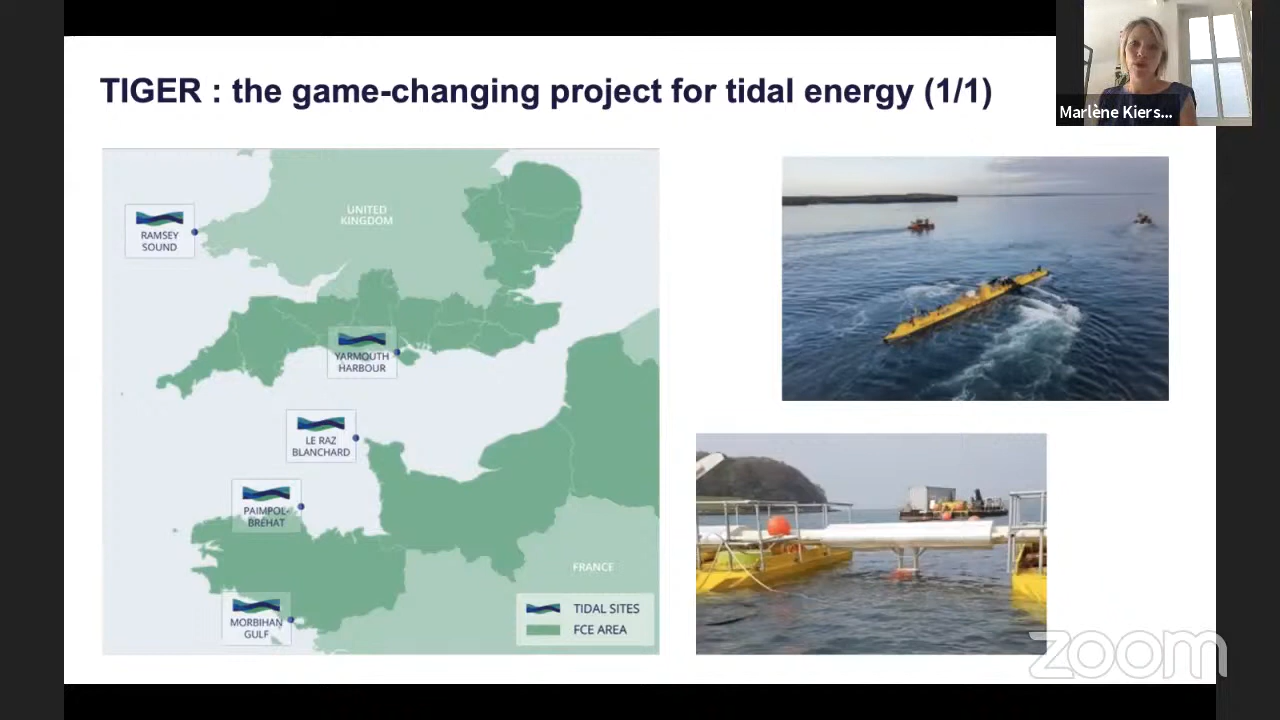 TIGER : the game-changing project for tidal energy (1/1)
Marlène Kiers...
UNITED
KINGDOM
RAMSEY
SOUND
YARMOUTH
HARBOUR
LE RAZ
BLANCHARD
PAIMPOL-
BRÉHAT
MORBIHAN
GULF
FRANCE
TIDAL SITES
FCE AREA
zoom